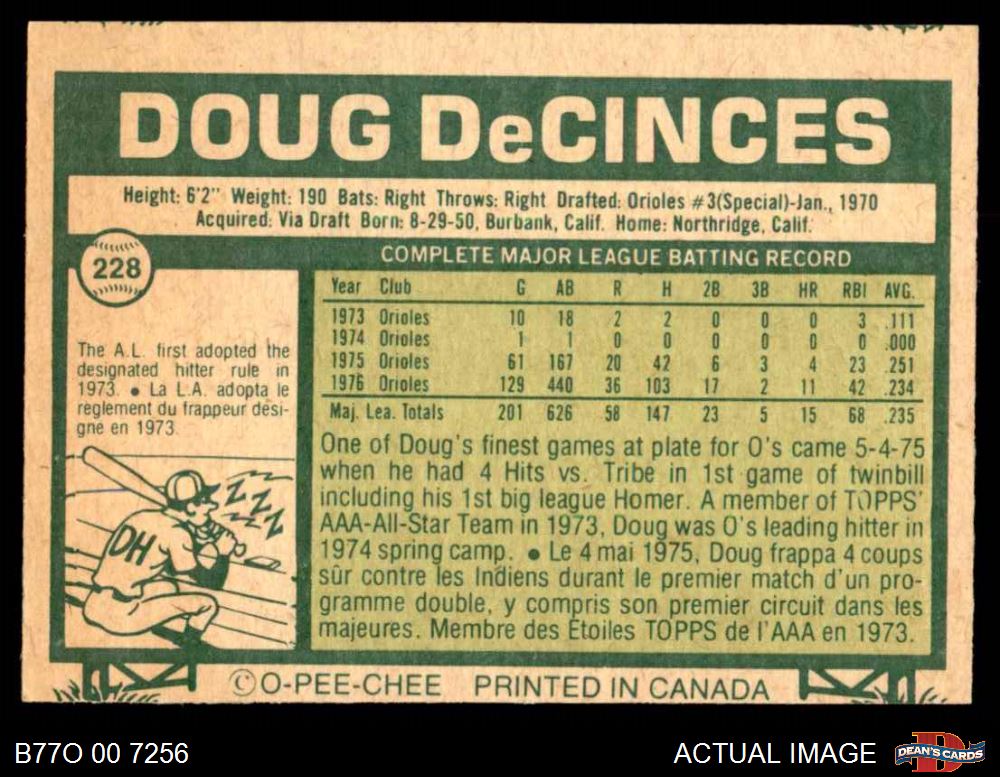 DOUG DeCINCES
Height: 6'2" Weight: 190 Bats: Right Throws: Right Drafted: Orioles #3(Special)-Jan., 1970
Acquired: Via Draft Born: 8-29-50, Burbank, Calif. Home: Northridge, Calif.
228
COMPLETE MAJOR LEAGUE BATTING RECORD
Year Club G AB R H 2B 3B HR RBI AVG.
1973 Orioles 10 18 2 2 0 0 0 3 .111
1974 Orioles 1 1 0 0 0 0 0 0 .000
1975 Orioles 61 167 20 42 6 3 4 23 .251
1976 Orioles 129 440 36 103 17 2 11 42 .234
Maj. Lea. Totals 201 626 58 147 23 5 15 68 .235
The A.L. first adopted the
designated hitter rule in
1973. • La L.A. adopta le
règlement du frappeur dési-
gné en 1973.
Z Z Z Z Z Z
DH
One of Doug's finest games at plate for O's came 5-4-75
when he had 4 Hits vs. Tribe in 1st game of twinbill
including his 1st big league Homer. A member of TOPPS'
AAA-All-Star Team in 1973, Doug was O's leading hitter in
1974 spring camp. • Le 4 mai 1975, Doug frappa 4 coups
sûr contre les Indiens durant le premier match d'un pro-
gramme double, y compris son premier circuit dans les
majeures. Membre des Etoiles TOPPS de l'AAA en 1973.
© O-PEE-CHEE PRINTED IN CANADA
B77O 00 7256
ACTUAL IMAGE
DEAN'S CARDS